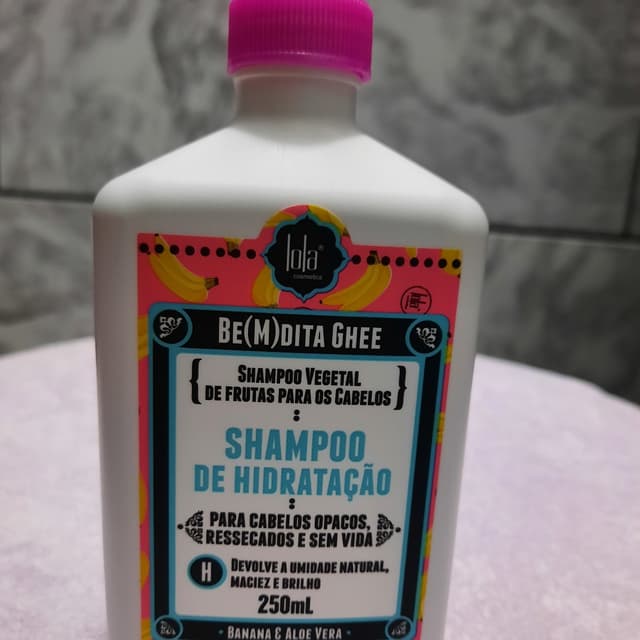 lola®
cosmetics
BE(M)DITA GHEE
SHAMPOO VEGETAL
DE FRUTAS PARA OS CABELOS
SHAMPOO
DE HIDRATAÇÃO
PARA CABELOS OPACOS,
RESSECADOS E SEM VIDA
H DEVOLVE A UMIDADE NATURAL,
MACIEZ E BRILHO
250mL
BANANA & ALOE VERA